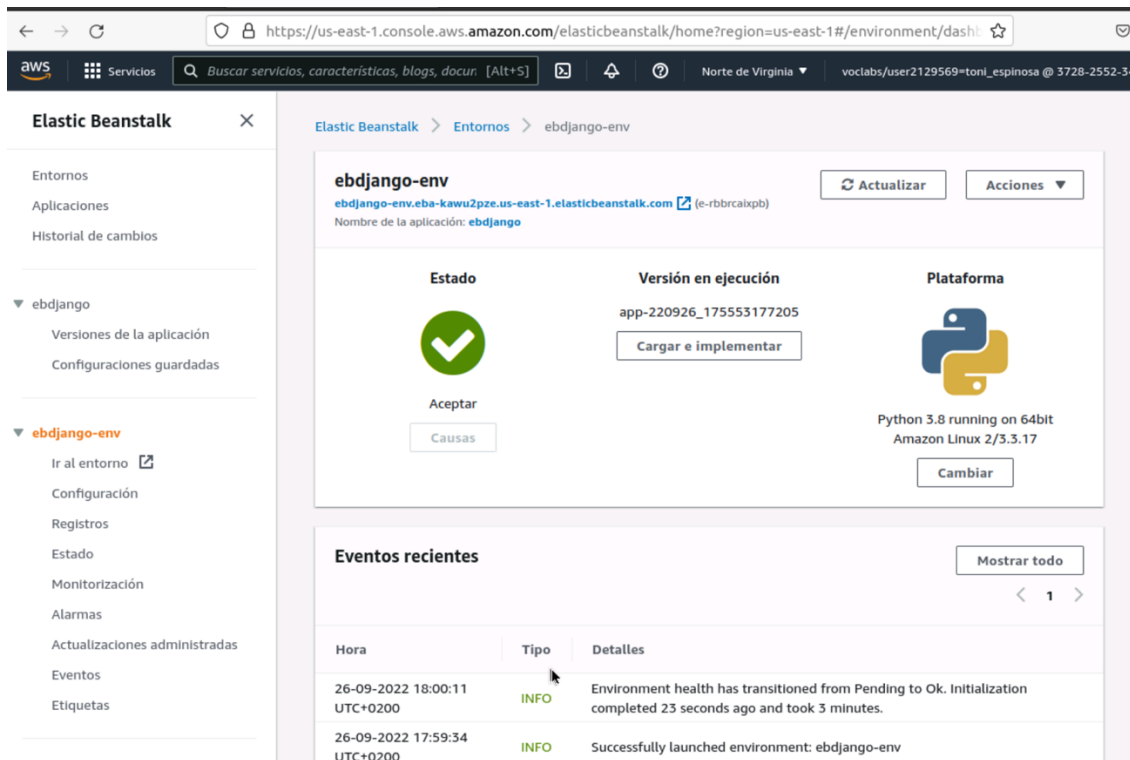 https://us-east-1.console.aws.amazon.com/elasticbeanstalk/home?region=us-east-1#/environment/dashb
aws
Servicios
Buscar servicios, características, blogs, docun [Alt+S]
Norte de Virginia
voclabs/user2129569=toni_espinosa @ 3728-2552-3
Elastic Beanstalk
Entornos
Aplicaciones
Historial de cambios
ebdjango
Versiones de la aplicación
Configuraciones guardadas
ebdjango-env
Ir al entorno
Configuración
Registros
Estado
Monitorización
Alarmas
Actualizaciones administradas
Eventos
Etiquetas
Elastic Beanstalk > Entornos > ebdjango-env
ebdjango-env
Actualizar
Acciones
ebdjango-env.eba-kawu2pze.us-east-1.elasticbeanstalk.com (e-rbbrcaixpb)
Nombre de la aplicación: ebdjango
Estado
Aceptar
Causas
Versión en ejecución
app-220926_175553177205
Cargar e implementar
Plataforma
Python 3.8 running on 64bit
Amazon Linux 2/3.3.17
Cambiar
Eventos recientes
Mostrar todo
1
Hora Tipo Detalles
26-09-2022 18:00:11
UTC+0200
INFO
Environment health has transitioned from Pending to Ok. Initialization
completed 23 seconds ago and took 3 minutes.
26-09-2022 17:59:34
UTC+0200
INFO
Successfully launched environment: ebdjango-env